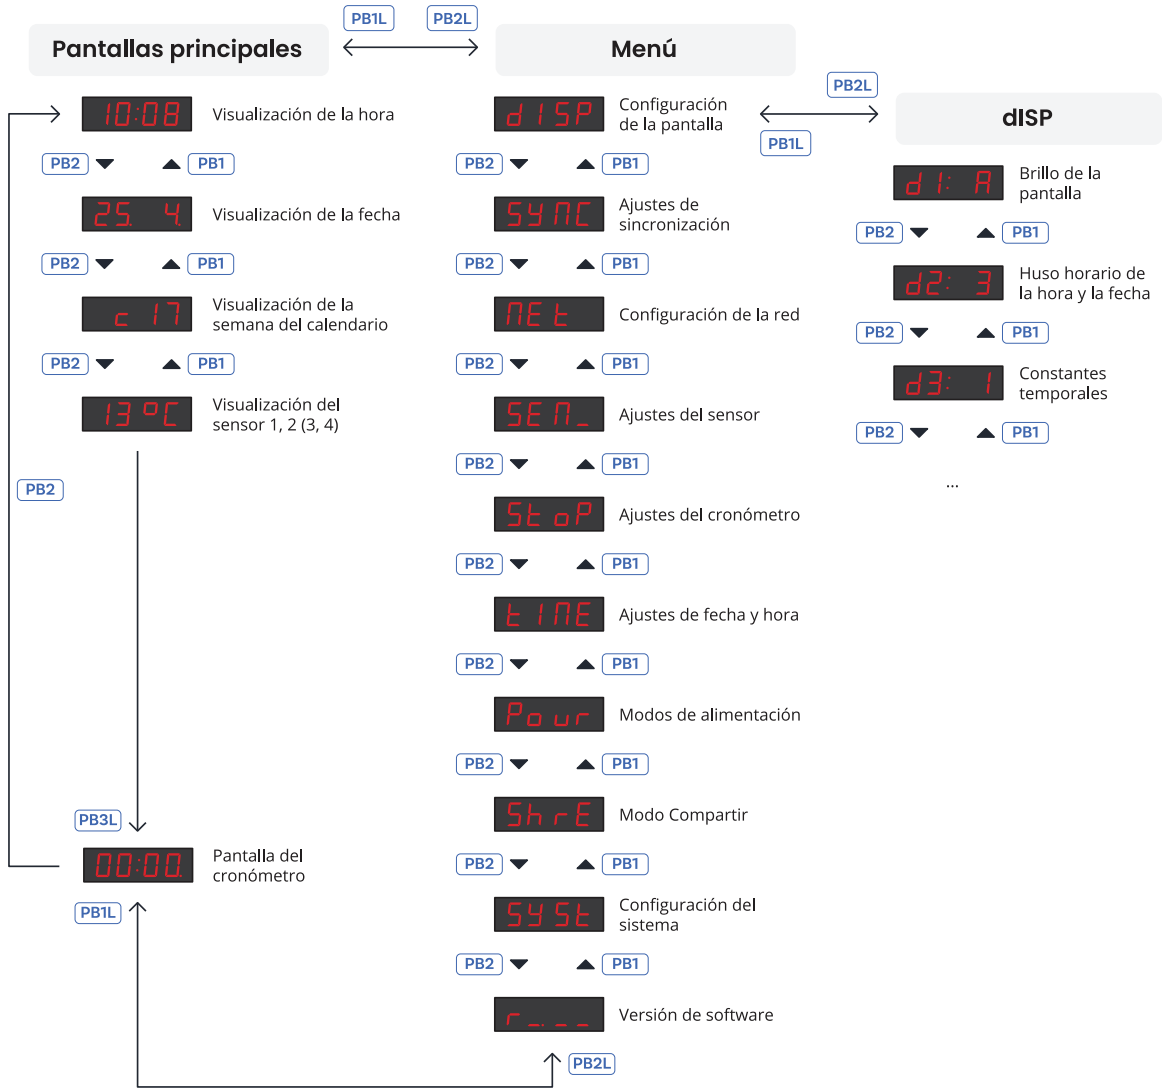 PB1L
PB2L
Pantallas principales
Menú
10:08
Visualización de la hora
PB2
PB1
25. 4.
Visualización de la fecha
PB2
PB1
c 17
Visualización de la
semana del calendario
PB2
PB1
13 °C
Visualización del
sensor 1, 2 (3, 4)
PB2
PB3L
00:00.
Pantalla del
cronómetro
PB1L
dISP
Configuración
de la pantalla
PB2
PB1
SYNC
Ajustes de
sincronización
PB2
PB1
NEt
Configuración de la red
PB2
PB1
SEN_
Ajustes del sensor
PB2
PB1
StoP
Ajustes del cronómetro
PB2
PB1
tIME
Ajustes de fecha y hora
PB2
PB1
Pour
Modos de alimentación
PB2
PB1
ShrE
Modo Compartir
PB2
PB1
SYSt
Configuración del
sistema
PB2
PB1
r _._ _
Versión de software
PB2L
PB2L
PB1L
dISP
d1: A
Brillo de la
pantalla
PB2
PB1
d2: 3
Huso horario de
la hora y la fecha
PB2
PB1
d3: 1
Constantes
temporales
PB2
PB1
...